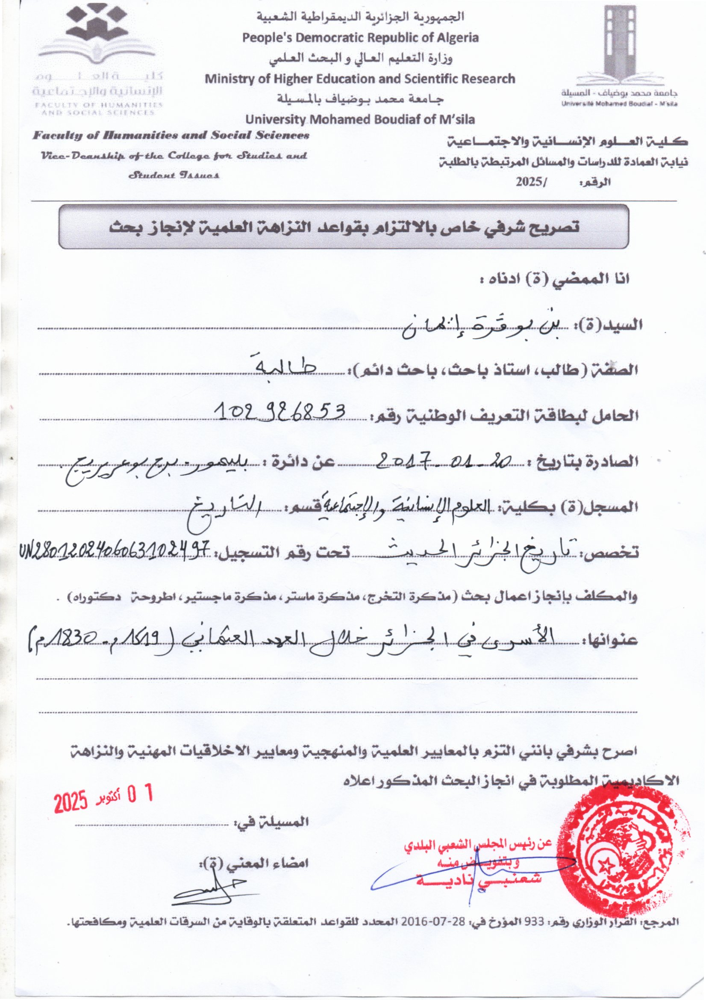 الجمهورية الجزائرية الديمقراطية الشعبية
People's Democratic Republic of Algeria
وزارة التعليم العالي و البحث العلمي
Ministry of Higher Education and Scientific Research
جامعة محمد بوضياف بالمسيلة
University Mohamed Boudiaf of M'sila
كلية العلوم
الإنسانية والإجتماعية
FACULTY OF HUMANITIES
AND SOCIAL SCIENCES
جامعة محمد بوضياف - المسيلة
Université Mohamed Boudiaf - M'sila
Faculty of Humanities and Social Sciences
Vice-Deanship of the College for Studies and
Student Issues
كلية العلوم الإنسانية والاجتماعية
نيابة العمادة للدراسات والمسائل المرتبطة بالطلبة
الرقم: /2025
تصريح شرفي خاص بالالتزام بقواعد النزاهة العلمية لإنجاز بحث
انا الممضي (ة) ادناه :
السيد(ة): بن بوقرة إيمان
الصفة (طالب، استاذ باحث، باحث دائم): طالبة
الحامل لبطاقة التعريف الوطنية رقم: 102926853
الصادرة بتاريخ : 20-01-2017 عن دائرة : بليمور- برج بوعريريج.
المسجل(ة) بكلية: العلوم الإنسانية والإجتماعية قسم: التاريخ
تخصص: تاريخ الجزائر الحديث تحت رقم التسجيل: UN2801202406063102497
والمكلف بإنجاز اعمال بحث (مذكرة التخرج، مذكرة ماستر، مذكرة ماجستير، اطروحة دكتوراه) .
عنوانها: الأسرى في الجزائر خلال العهد العثماني (1519م - 1830م)
اصرح بشرفي بانني التزم بالمعايير العلمية والمنهجية ومعايير الاخلاقيات المهنية والنزاهة
الاكاديمية المطلوبة في انجاز البحث المذكور اعلاه
01 أكتوبر 2025
المسيلة في:
عن رئيس المجلس الشعبي البلدي
و بتفويض منه
شعنبي نادية
امضاء المعني (ة):
المرجع: القرار الوزاري رقم: 933 المؤرخ في: 28-07-2016 المحدد للقواعد المتعلقة بالوقاية من السرقات العلمية ومكافحتها.